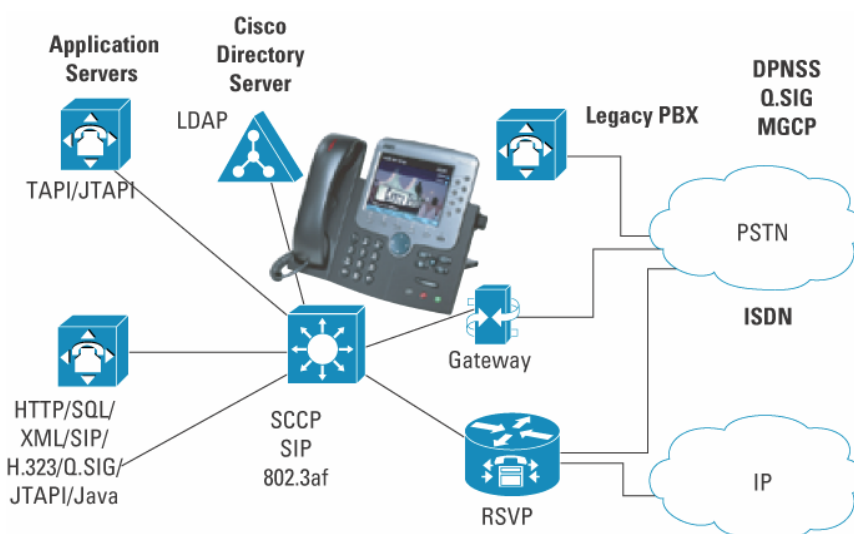 Application
Servers
Cisco
Directory
Server
LDAP
TAPI/JTAPI
Legacy PBX
DPNSS
Q.SIG
MGCP
PSTN
ISDN
Gateway
HTTP/SQL/
XML/SIP/
H.323/Q.SIG/
JTAPI/Java
SCCP
SIP
802.3af
RSVP
IP